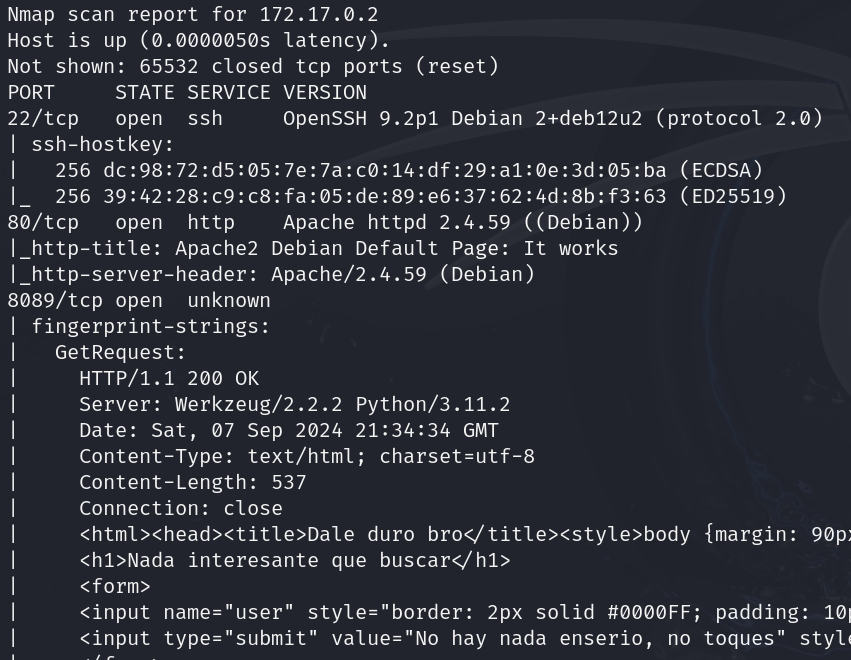 Nmap scan report for 172.17.0.2
Host is up (0.0000050s latency).
Not shown: 65532 closed tcp ports (reset)
PORT     STATE SERVICE VERSION
22/tcp   open  ssh     OpenSSH 9.2p1 Debian 2+deb12u2 (protocol 2.0)
| ssh-hostkey:
|   256 dc:98:72:d5:05:7e:7a:c0:14:df:29:a1:0e:3d:05:ba (ECDSA)
|_  256 39:42:28:c9:c8:fa:05:de:89:e6:37:62:4d:8b:f3:63 (ED25519)
80/tcp   open  http    Apache httpd 2.4.59 ((Debian))
|_http-title: Apache2 Debian Default Page: It works
|_http-server-header: Apache/2.4.59 (Debian)
8089/tcp open  unknown
| fingerprint-strings:
|   GetRequest:
|     HTTP/1.1 200 OK
|     Server: Werkzeug/2.2.2 Python/3.11.2
|     Date: Sat, 07 Sep 2024 21:34:34 GMT
|     Content-Type: text/html; charset=utf-8
|     Content-Length: 537
|     Connection: close
|     <html><head><title>Dale duro bro</title><style>body {margin: 90px
|     <h1>Nada interesante que buscar</h1>
|     <form>
|     <input name="user" style="border: 2px solid #0000FF; padding: 10p
|     <input type="submit" value="No hay nada enserio, no toques" style